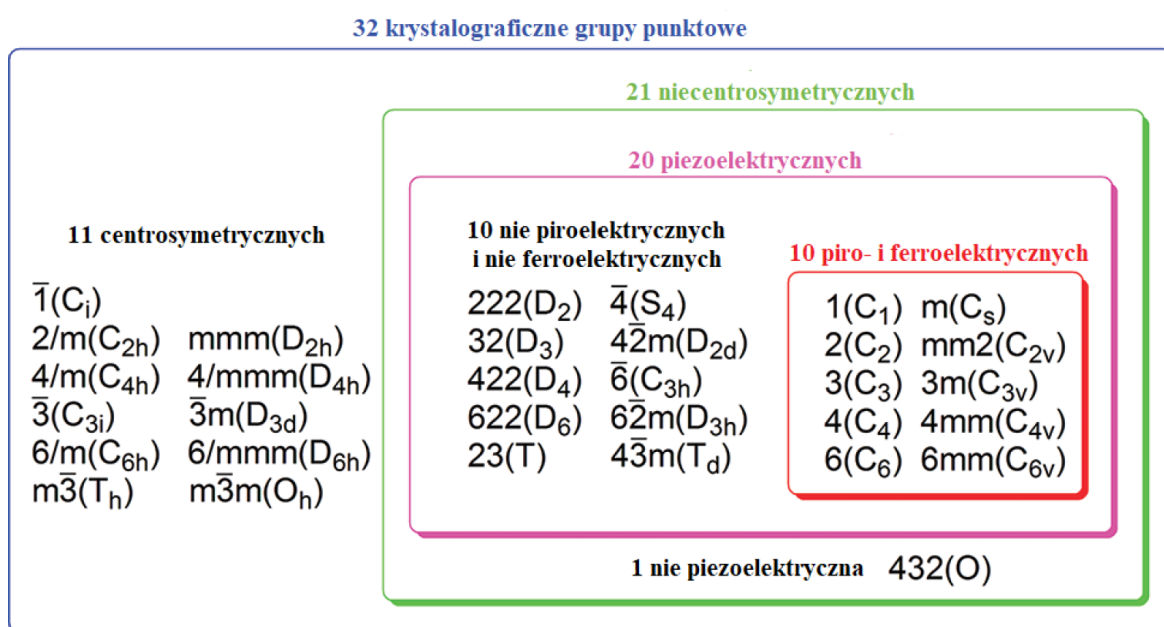 32 krystalograficzne grupy punktowe
21 niecentrosymetrycznych
20 piezoelektrycznych
11 centrosymetrycznych
1̅(Cᵢ)
2/m(C₂ₕ) mmm(D₂ₕ)
4/m(C₄ₕ) 4/mmm(D₄ₕ)
3̅(C₃ᵢ) 3̅m(D₃d)
6/m(C₆ₕ) 6/mmm(D₆ₕ)
m3̅(Tₕ) m3̅m(Oₕ)
10 nie piroelektrycznych
i nie ferroelektrycznych
222(D₂) 4̅(S₄)
32(D₃) 42̅m(D₂d)
422(D₄) 6̅(C₃ₕ)
622(D₆) 62̅m(D₃ₕ)
23(T) 43̅m(Td)
10 piro- i ferroelektrycznych
1(C₁) m(Cₛ)
2(C₂) mm2(C₂ᵥ)
3(C₃) 3m(C₃ᵥ)
4(C₄) 4mm(C₄ᵥ)
6(C₆) 6mm(C₆ᵥ)
1 nie piezoelektryczna 432(O)